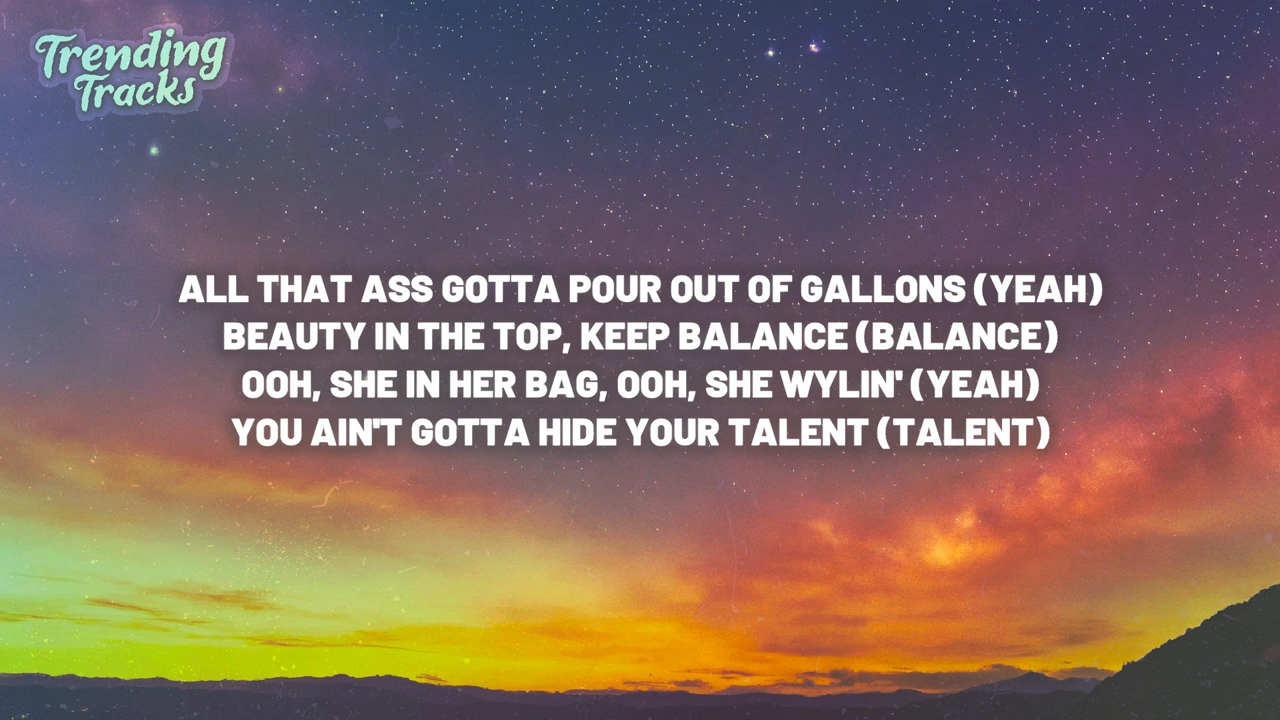 Trending
Tracks
ALL THAT ASS GOTTA POUR OUT OF GALLONS (YEAH)
BEAUTY IN THE TOP, KEEP BALANCE (BALANCE)
OOH, SHE IN HER BAG, OOH, SHE WYLIN' (YEAH)
YOU AIN'T GOTTA HIDE YOUR TALENT (TALENT)